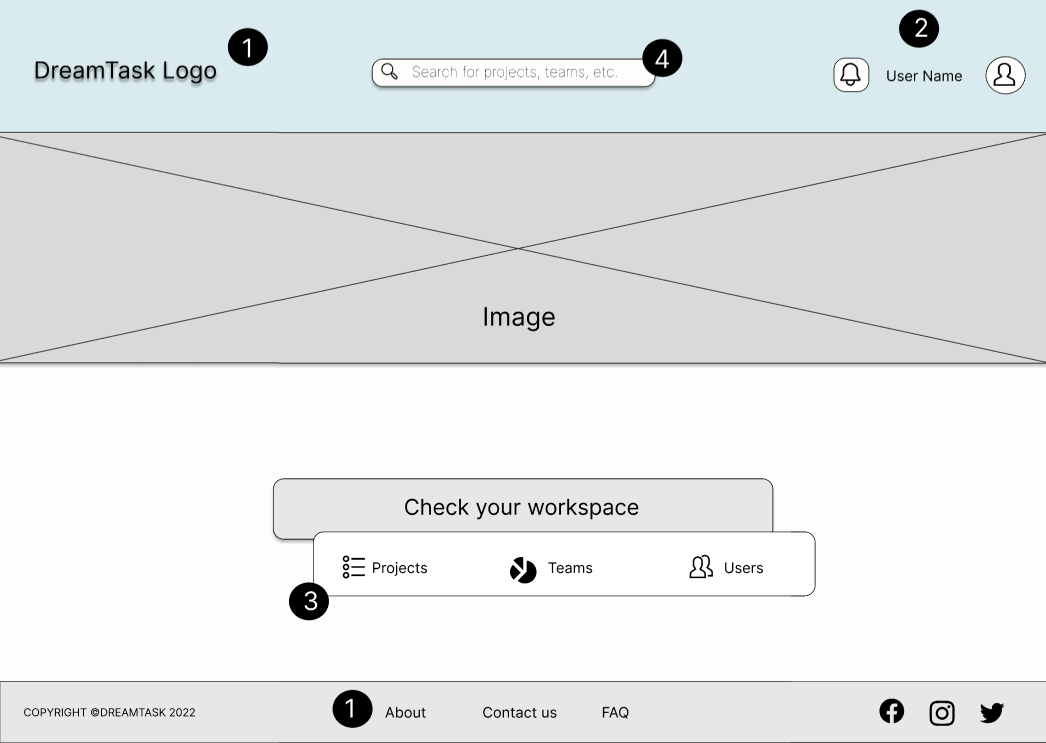 DreamTask Logo
1
Search for projects, teams, etc.
4
2
User Name
Image
Check your workspace
Projects
Teams
Users
3
COPYRIGHT ©DREAMTASK 2022
1
About
Contact us
FAQ